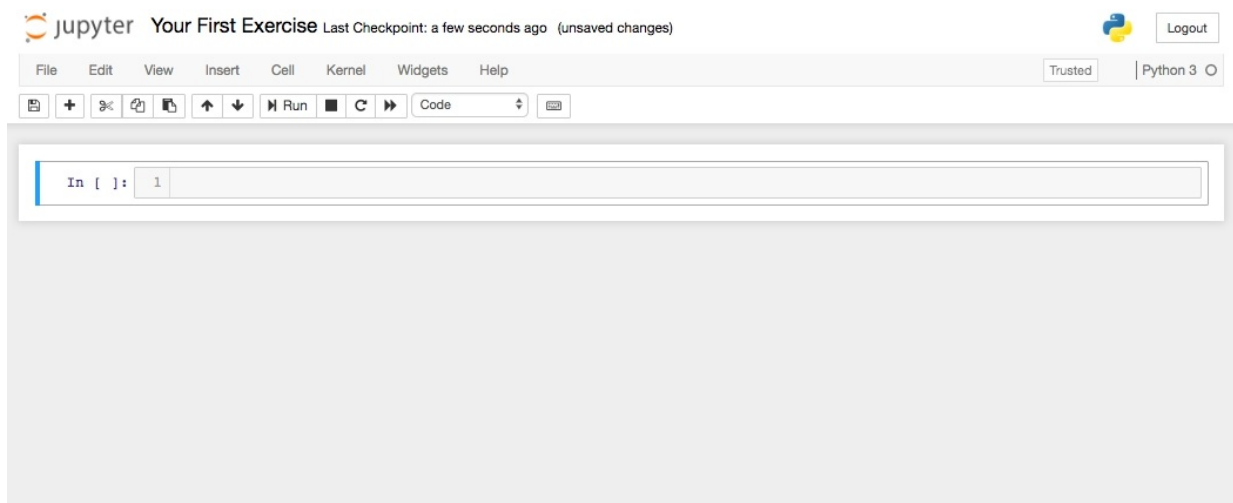 jupyter Your First Exercise Last Checkpoint: a few seconds ago (unsaved changes) Logout
File Edit View Insert Cell Kernel Widgets Help Trusted Python 3
Run Code
In [ ]: 1